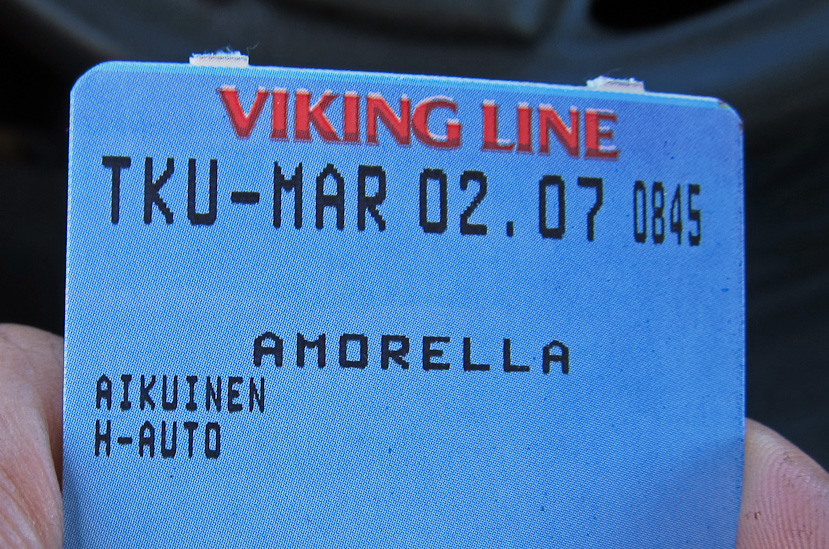 VIKING LINE
TKU-MAR 02.07 0845
AMORELLA
AIKUINEN
H-AUTO